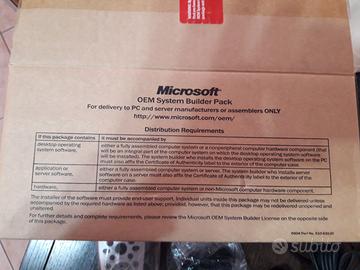 Microsoft
OEM System Builder Pack
For delivery to PC and server manufacturers or assemblers ONLY
http://www.microsoft.com/oem/
Distribution Requirements
If this package contains it must be accompanied by
desktop operating system software, either a fully assembled computer system or a nonperipheral computer hardware component (that
will be an integral part of the computer system on which the desktop operating system software
will be installed). The system builder who installs the desktop operating system software on the PC
must also affix the Certificate of Authenticity label to the exterior of the computer case.
application or server software, either a fully assembled computer system or server. The system builder who installs server
software on a server must also affix the Certificate of Authenticity label to the exterior of the
computer case.
hardware, either a fully assembled computer system or non-Microsoft computer hardware component.
The installer of the software must provide end-user support. Individual units inside this package may not be delivered unless
accompanied by the required hardware as listed above; provided, however, that this package may be redistributed unopened
For further details and complete requirements, please review the Microsoft OEM System Builder License on the opposite
side of this carton.
subito